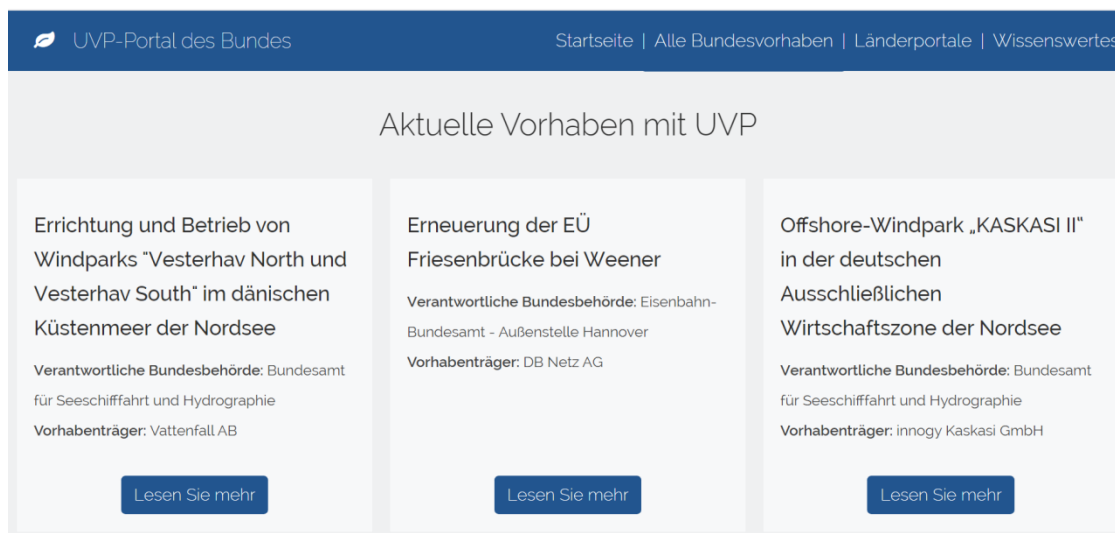 UVP-Portal des Bundes
Startseite | Alle Bundesvorhaben | Länderportale | Wissenswertes
Aktuelle Vorhaben mit UVP
Errichtung und Betrieb von
Windparks "Vesterhav North und
Vesterhav South" im dänischen
Küstenmeer der Nordsee
Verantwortliche Bundesbehörde: Bundesamt
für Seeschifffahrt und Hydrographie
Vorhabenträger: Vattenfall AB
Lesen Sie mehr
Erneuerung der EÜ
Friesenbrücke bei Weener
Verantwortliche Bundesbehörde: Eisenbahn-
Bundesamt - Außenstelle Hannover
Vorhabenträger: DB Netz AG
Lesen Sie mehr
Offshore-Windpark „KASKASI II“
in der deutschen
Ausschließlichen
Wirtschaftszone der Nordsee
Verantwortliche Bundesbehörde: Bundesamt
für Seeschifffahrt und Hydrographie
Vorhabenträger: innogy Kaskasi GmbH
Lesen Sie mehr